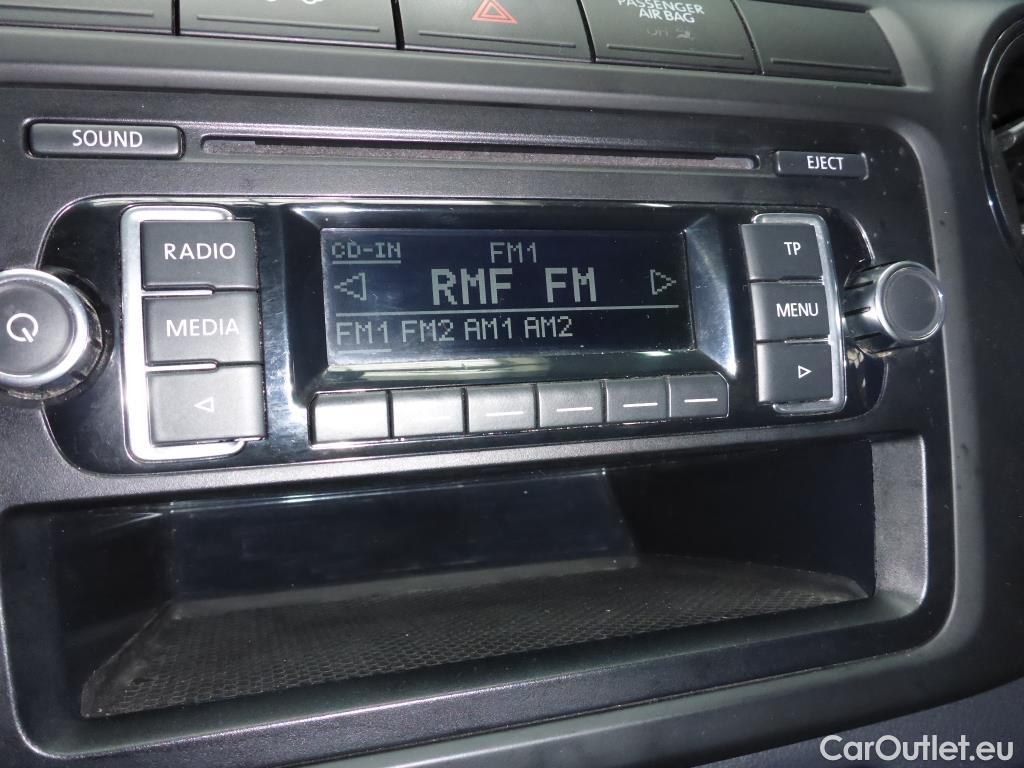 PASSENGER
AIR BAG
SOUND
EJECT
RADIO
MEDIA
CD-IN
FM1
RMF FM
FM1 FM2 AM1 AM2
TP
MENU
CarOutlet.eu